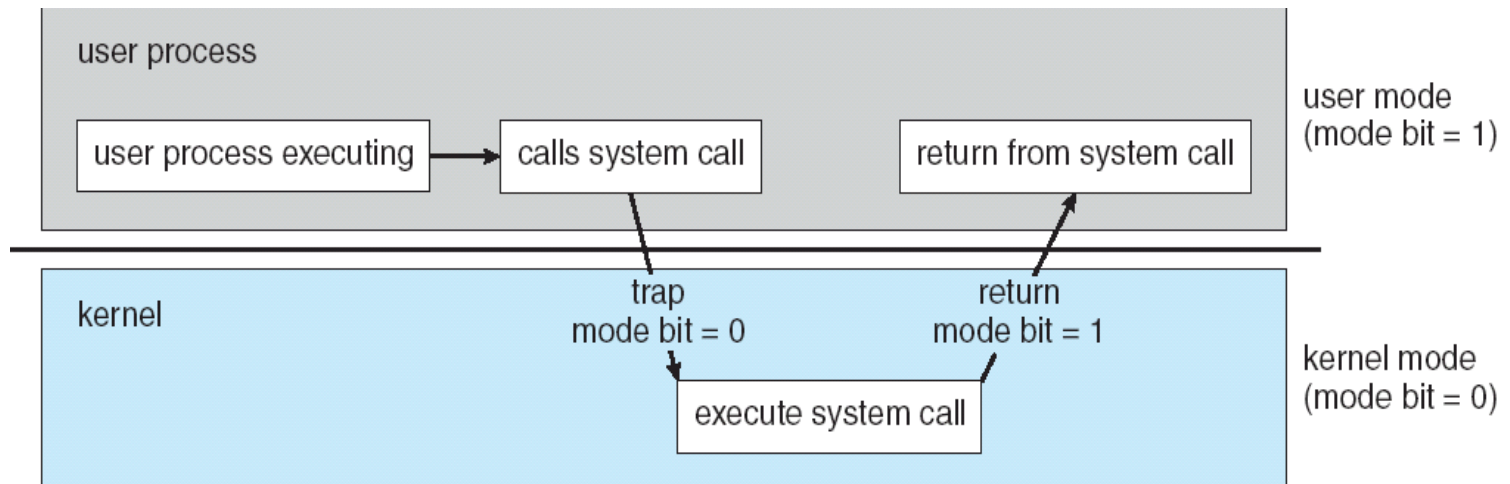 user process
user process executing
calls system call
return from system call
user mode
(mode bit = 1)
kernel
trap
mode bit = 0
return
mode bit = 1
execute system call
kernel mode
(mode bit = 0)